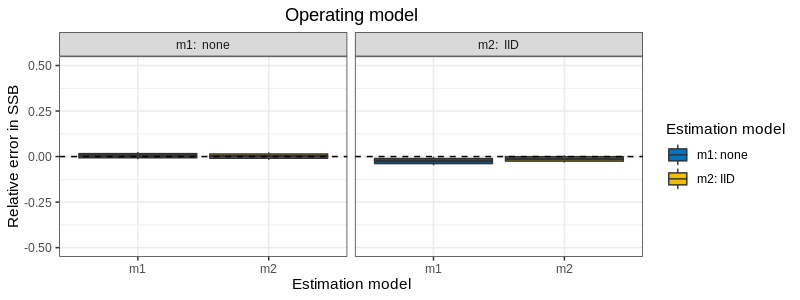 Operating model
m1: none
m2: IID
Relative error in SSB
0.50
0.25
0.00
-0.25
-0.50
m1
m2
m1
m2
Estimation model
Estimation model
m1: none
m2: IID